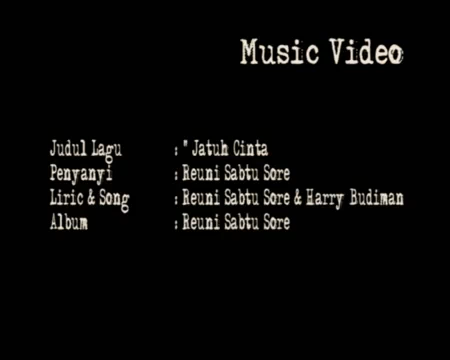 Music Video
Judul Lagu : " Jatuh Cinta
Penyanyi : Reuni Sabtu Sore
Liric & Song : Reuni Sabtu Sore & Harry Budiman
Album : Reuni Sabtu Sore